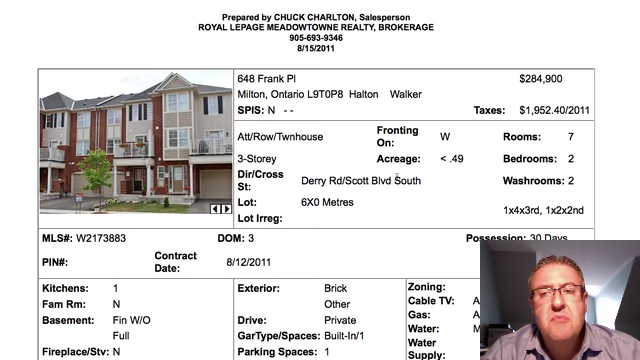 Prepared by CHUCK CHARLTON, Salesperson
ROYAL LEPAGE MEADOWTOWNE REALTY, BROKERAGE
905-693-9346
8/15/2011
648 Frank Pl $284,900
Milton, Ontario L9T0P8 Halton Walker
SPIS: N - - Taxes: $1,952.40/2011
Att/Row/Twnhouse Fronting On: W Rooms: 7
3-Storey Acreage: < .49 Bedrooms: 2
Dir/Cross St: Derry Rd/Scott Blvd South Washrooms: 2
Lot: 6X0 Metres 1x4x3rd, 1x2x2nd
Lot Irreg:
MLS#: W2173883 DOM: 3 Possession: 30 Days
PIN#: Contract Date: 8/12/2011
Kitchens: 1 Exterior: Brick Zoning:
Fam Rm: N Other Cable TV: A
Basement: Fin W/O Drive: Private Gas:
Full GarType/Spaces: Built-In/1 Water:
Fireplace/Stv: N Parking Spaces: 1 Water Supply: